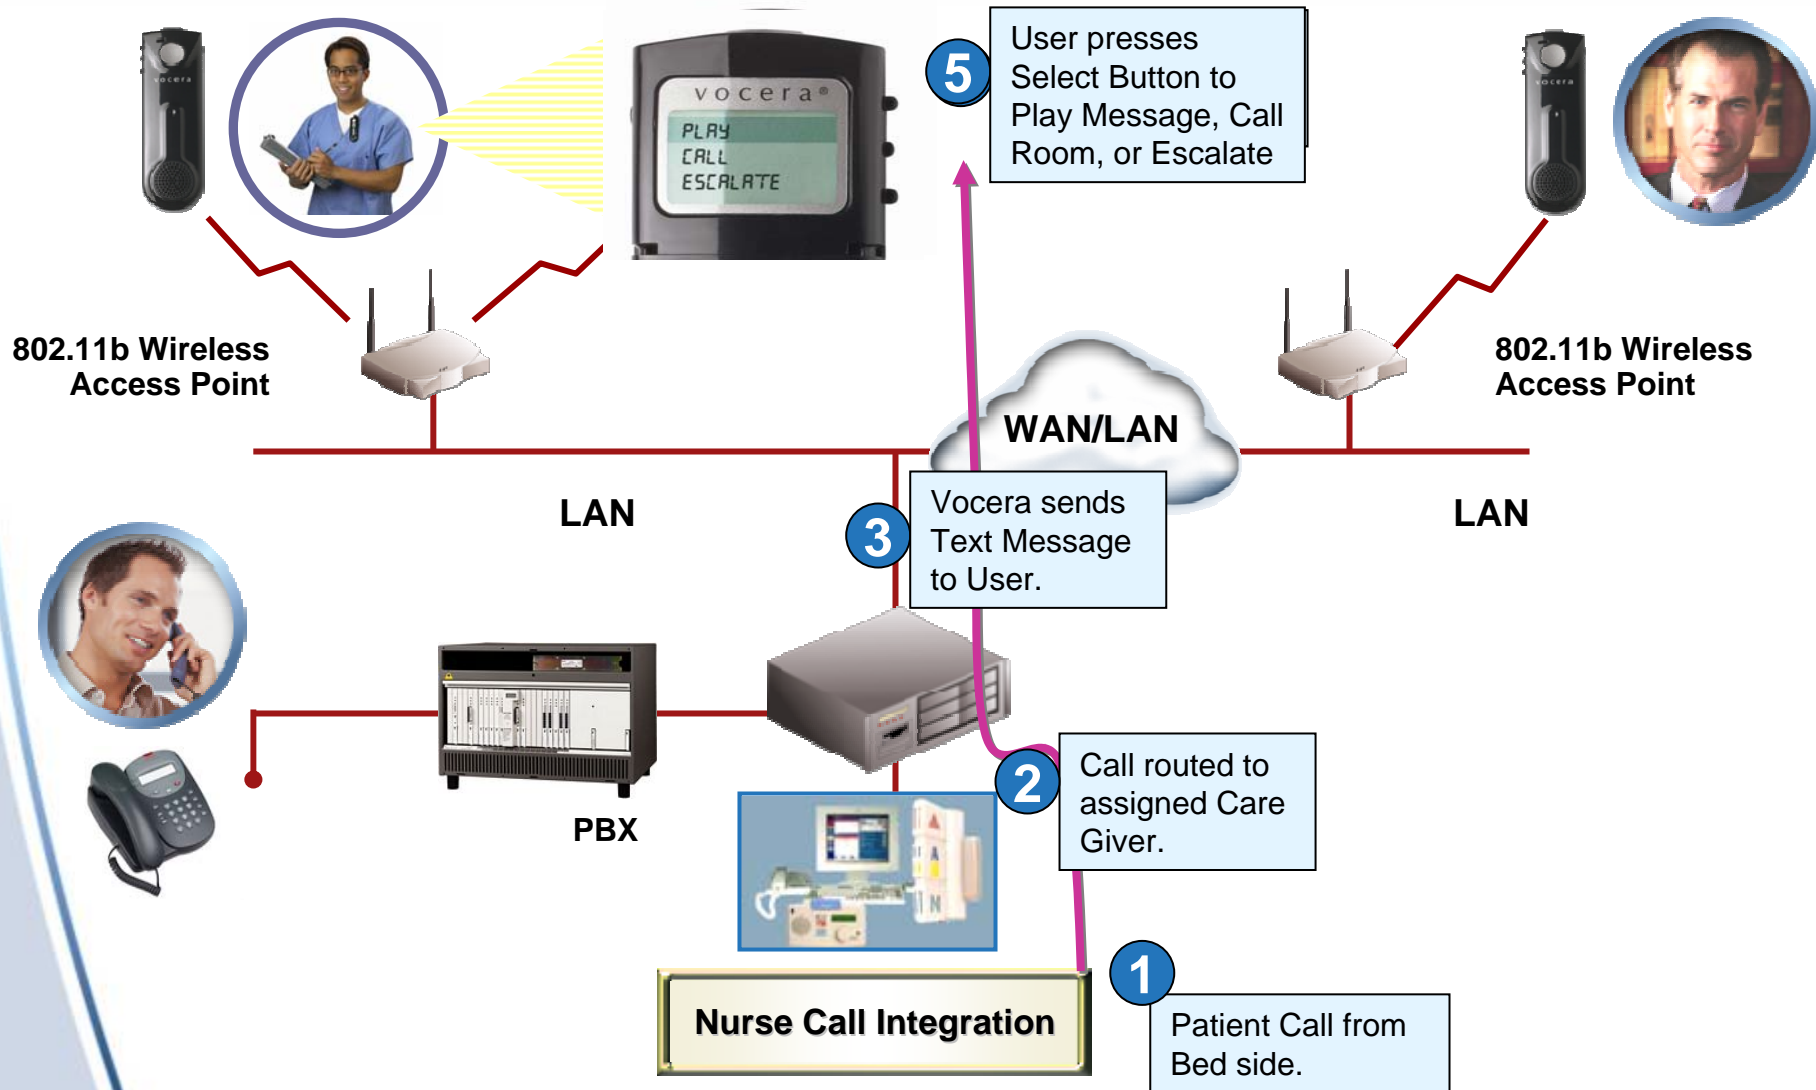 vocera
vocera®
PLAY
CALL
ESCALATE
5
User presses
Select Button to
Play Message, Call
Room, or Escalate
vocera
802.11b Wireless
Access Point
802.11b Wireless
Access Point
WAN/LAN
LAN
LAN
3
Vocera sends
Text Message
to User.
2
Call routed to
assigned Care
Giver.
PBX
1
Patient Call from
Bed side.
Nurse Call Integration